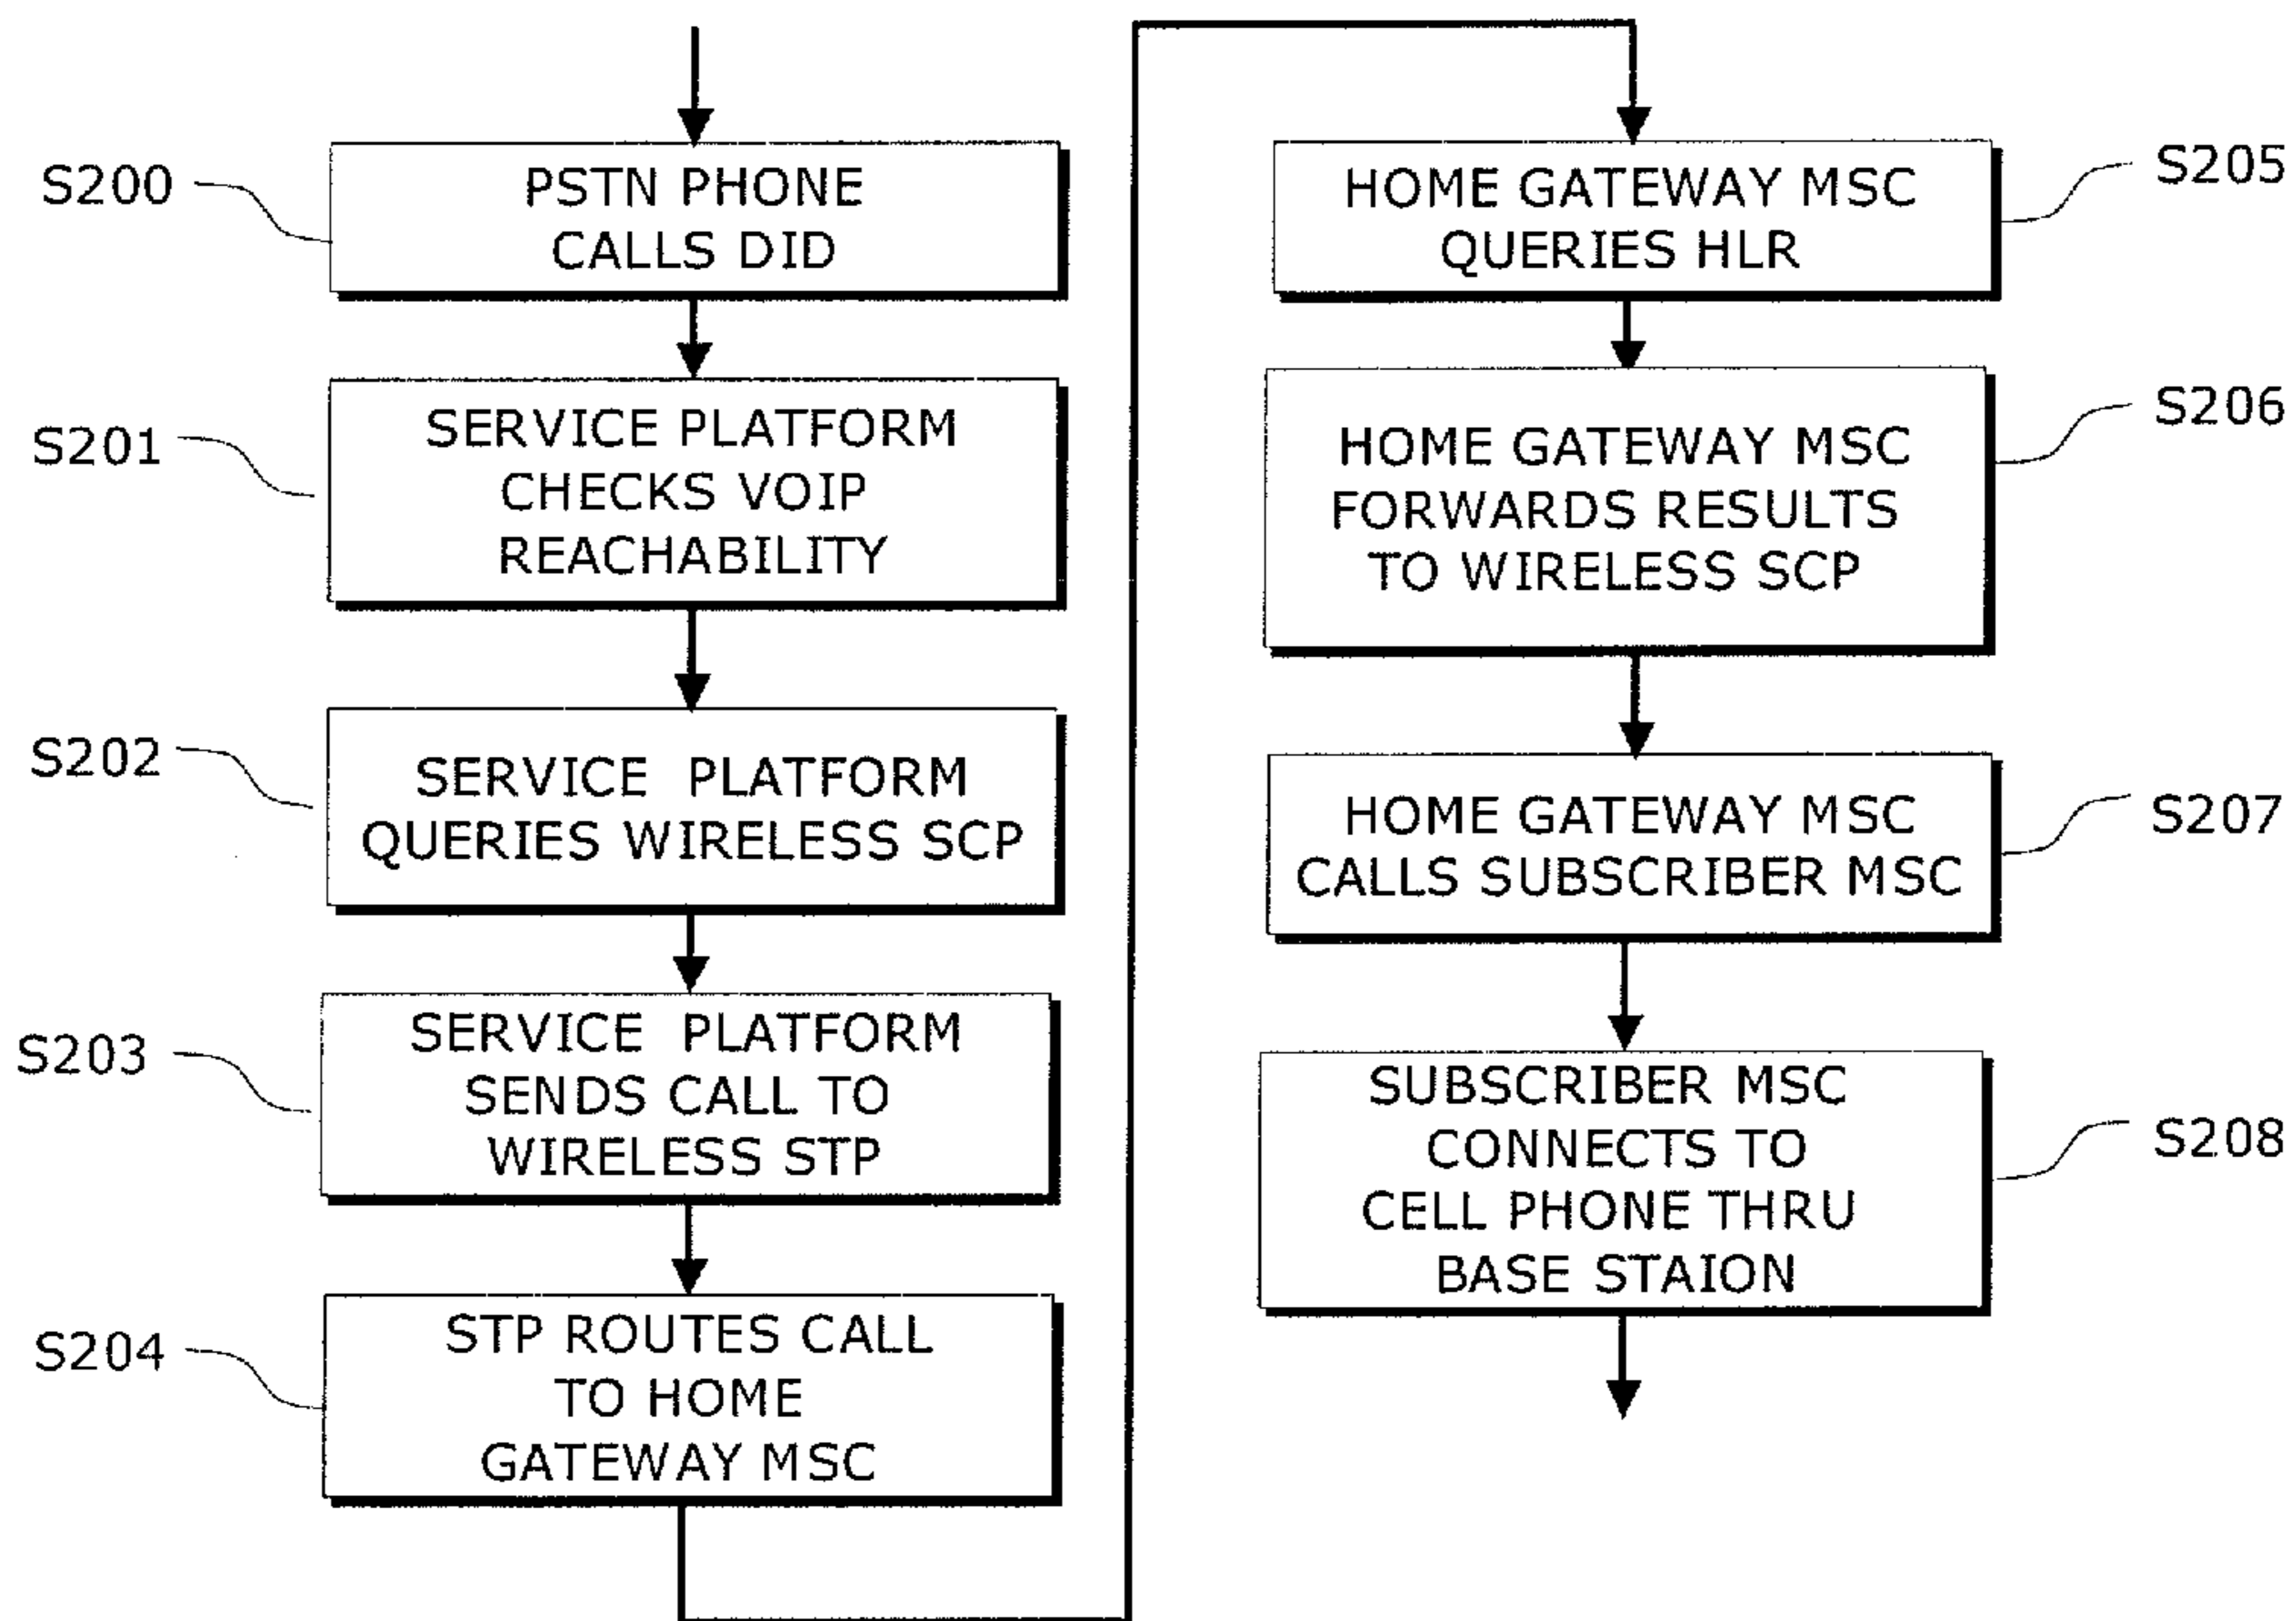 S200
PSTN PHONE
CALLS DID
S201
SERVICE PLATFORM
CHECKS VOIP
REACHABILITY
S202
SERVICE PLATFORM
QUERIES WIRELESS SCP
S203
SERVICE PLATFORM
SENDS CALL TO
WIRELESS STP
S204
STP ROUTES CALL
TO HOME
GATEWAY MSC
HOME GATEWAY MSC
QUERIES HLR
S205
HOME GATEWAY MSC
FORWARDS RESULTS
TO WIRELESS SCP
S206
HOME GATEWAY MSC
CALLS SUBSCRIBER MSC
S207
SUBSCRIBER MSC
CONNECTS TO
CELL PHONE THRU
BASE STAION
S208